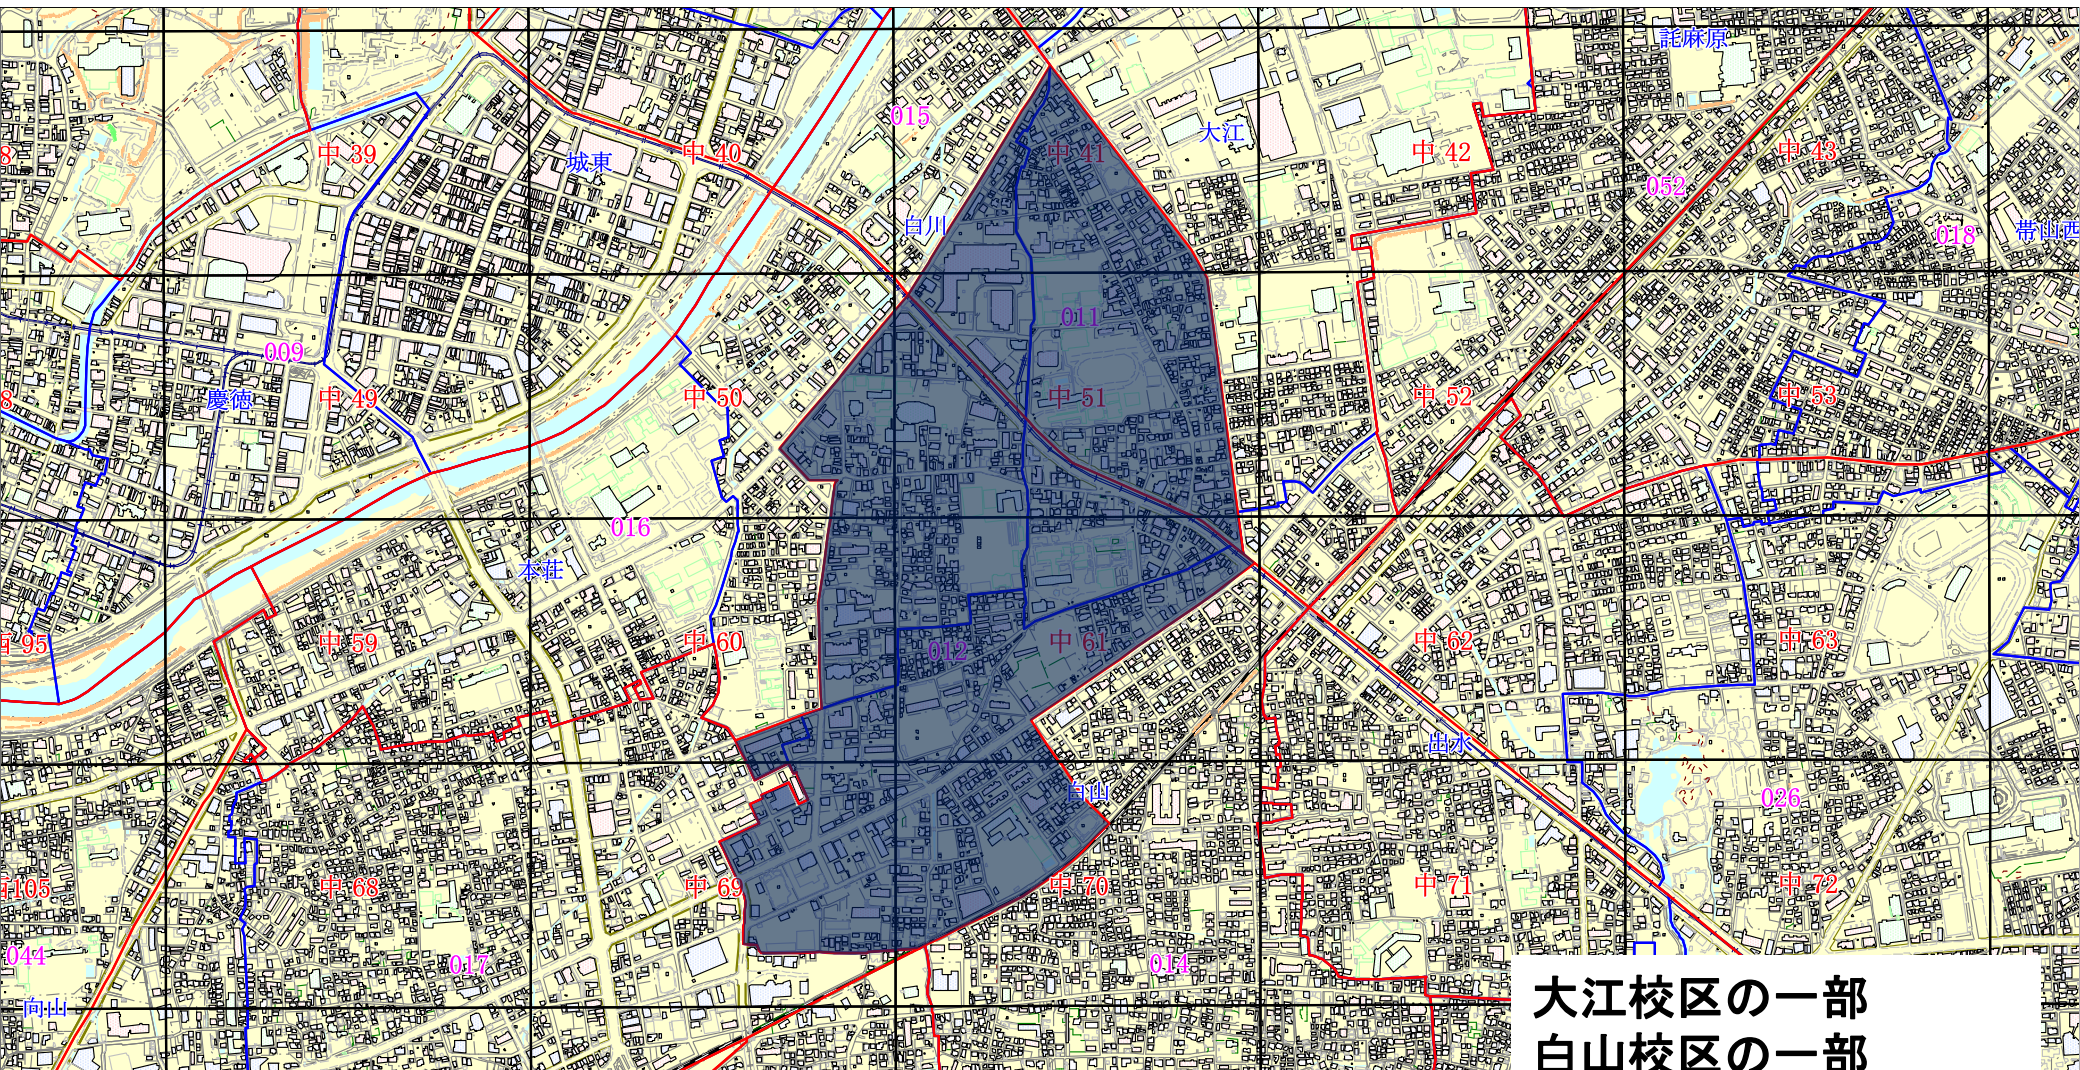 託麻原
015
大江
中 39
城東
中 40
中 41
中 42
中 43
8
052
白川
018
帯山西
011
009
慶徳
中 49
中 50
中 51
中 52
中 53
8
016
本荘
95
中 59
中 60
012
中 61
中 62
中 63
出水
白山
026
105
中 68
中 69
中 70
中 71
中 72
044
017
014
向山
大江校区の一部
白山校区の一部